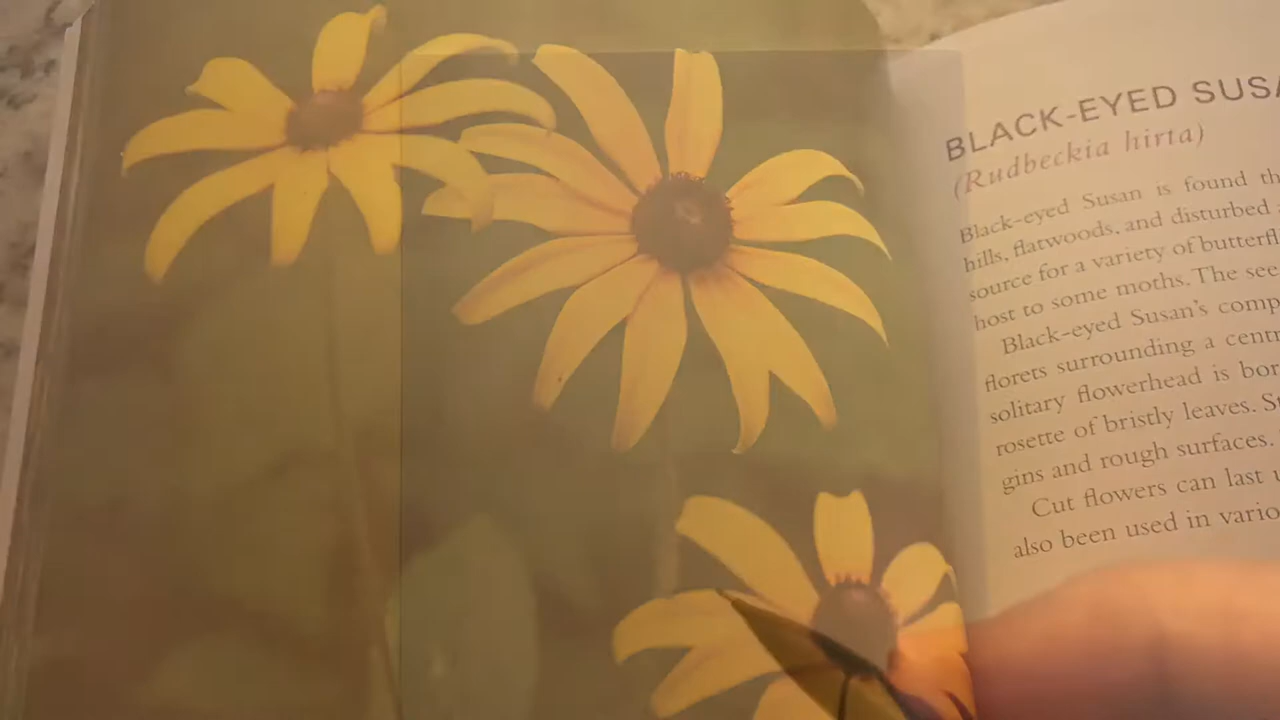 BLACK-EYED SUSA
(Rudbeckia hirta)
Black-eyed Susan is found th
hills, flatwoods, and disturbed
source for a variety of butterfl
host to some moths. The see
Black-eyed Susan's comp
florets surrounding a centr
solitary flowerhead is bor
rosette of bristly leaves. S
gins and rough surfaces.
Cut flowers can last u
also been used in vario